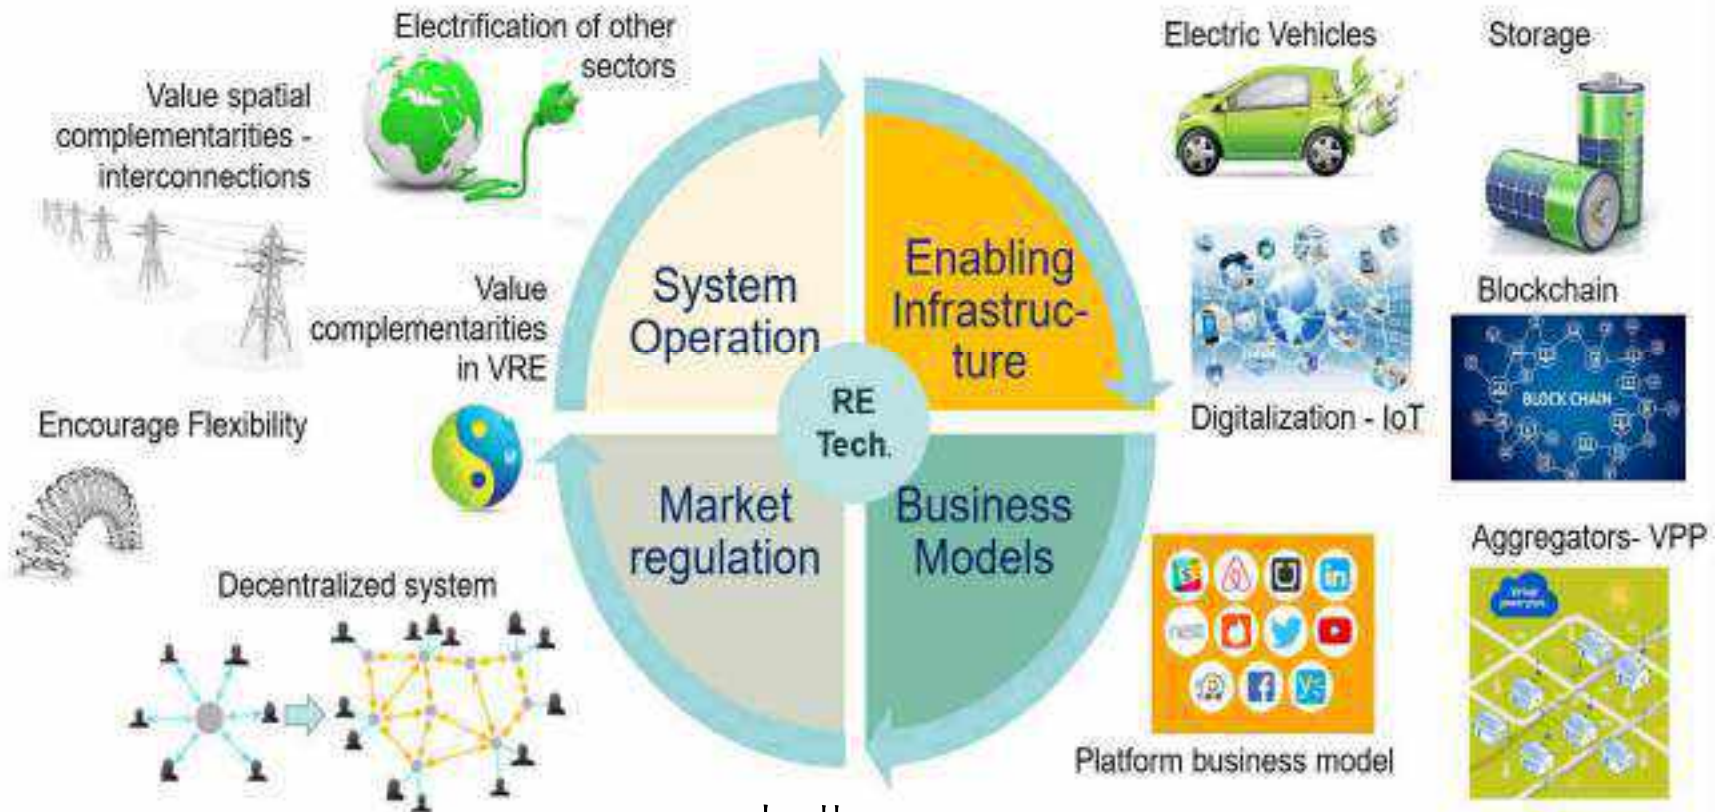 Electrification of other
sectors
Value spatial
complementarities -
interconnections
Value
complementarities
in VRE
Encourage Flexibility
Decentralized system
System
Operation
Enabling
Infrastruc-
ture
RE
Tech.
Market
regulation
Business
Models
Electric Vehicles
Storage
Digitalization - IoT
Blockchain
BLOCK CHAIN
Platform business model
in
nest
Aggregators- VPP